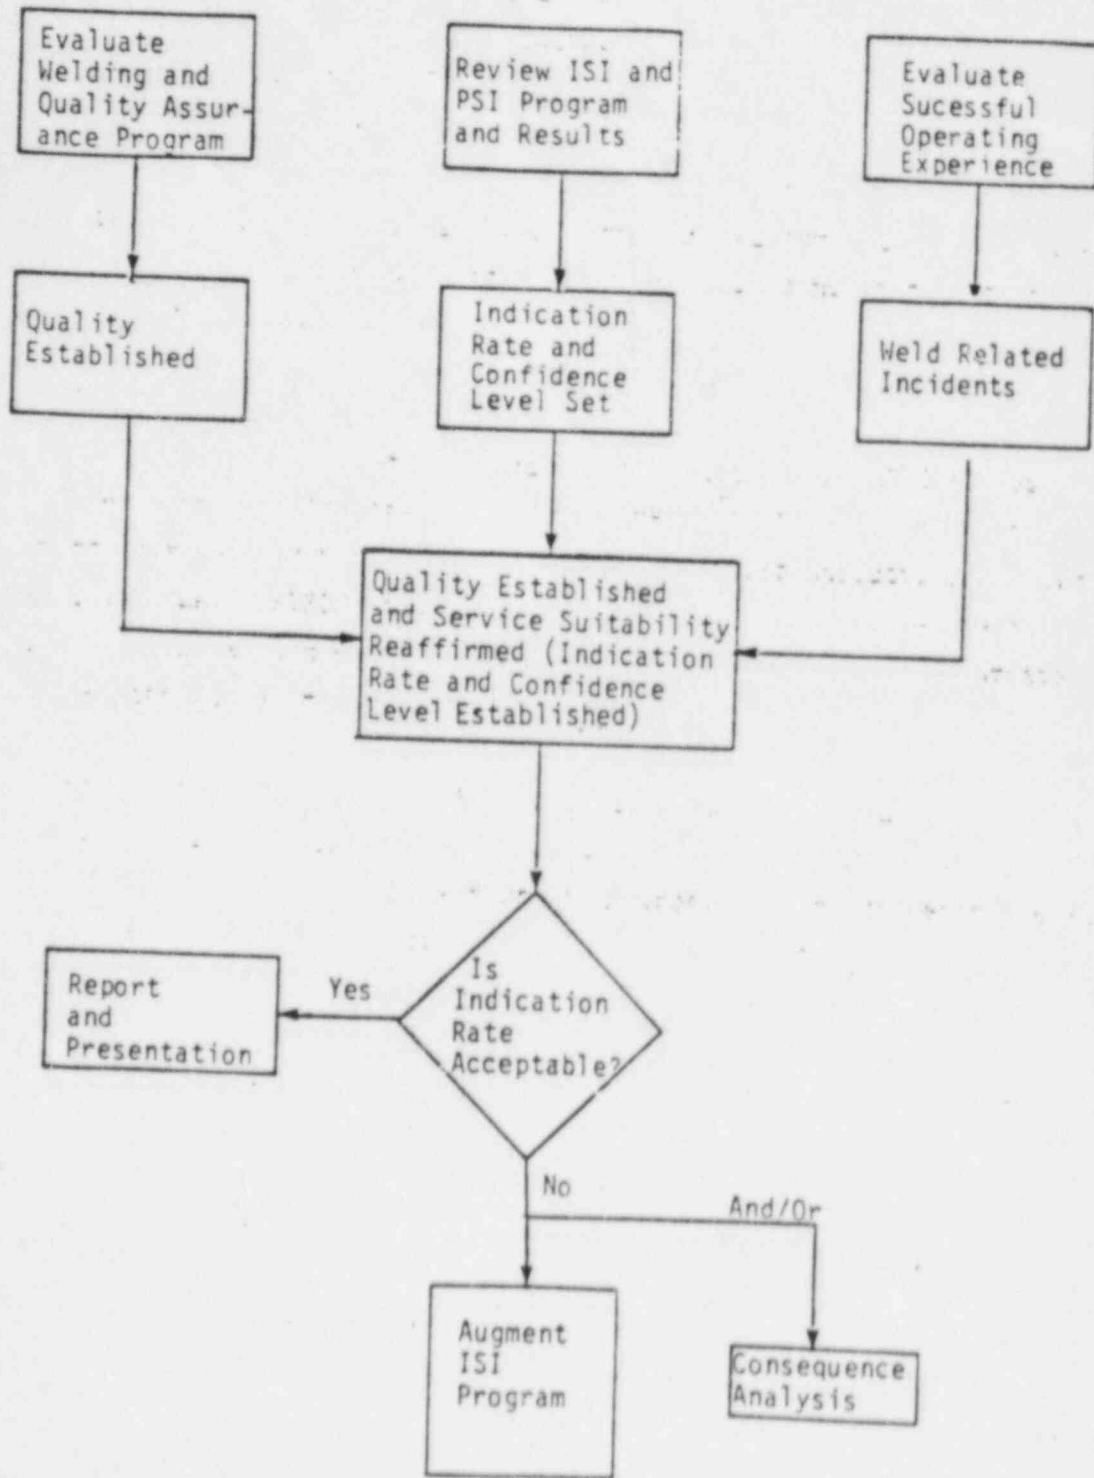 Evaluate
Welding and
Quality Assur-
ance Program
Review ISI and
PSI Program
and Results
Evaluate
Sucessful
Operating
Experience
Quality
Established
Indication
Rate and
Confidence
Level Set
Weld Related
Incidents
Quality Established
and Service Suitability
Reaffirmed (Indication
Rate and Confidence
Level Established)
Is
Indication
Rate
Acceptable?
Yes
Report
and
Presentation
No
And/Or
Augment
ISI
Program
Consequence
Analysis